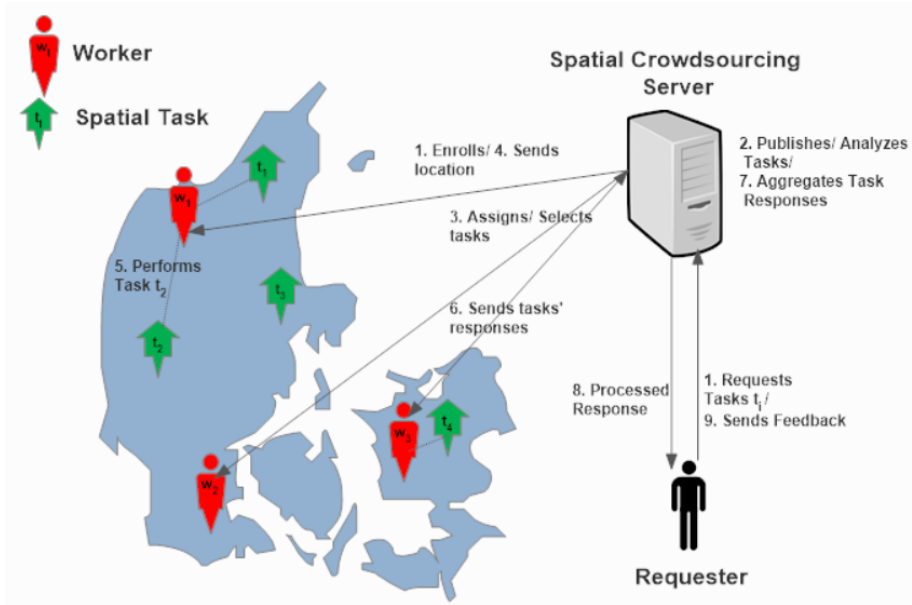 w₁
Worker
tᵢ
Spatial Task
Spatial Crowdsourcing
Server
1. Enrolls/ 4. Sends
location
2. Publishes/ Analyzes
Tasks/
7. Aggregates Task
Responses
t₁
w₁
3. Assigns/ Selects
tasks
5. Performs
Task t₂
t₃
6. Sends tasks'
responses
t₂
8. Processed
Response
1. Requests
Tasks tᵢ /
9. Sends Feedback
w₃
t₄
w₂
Requester